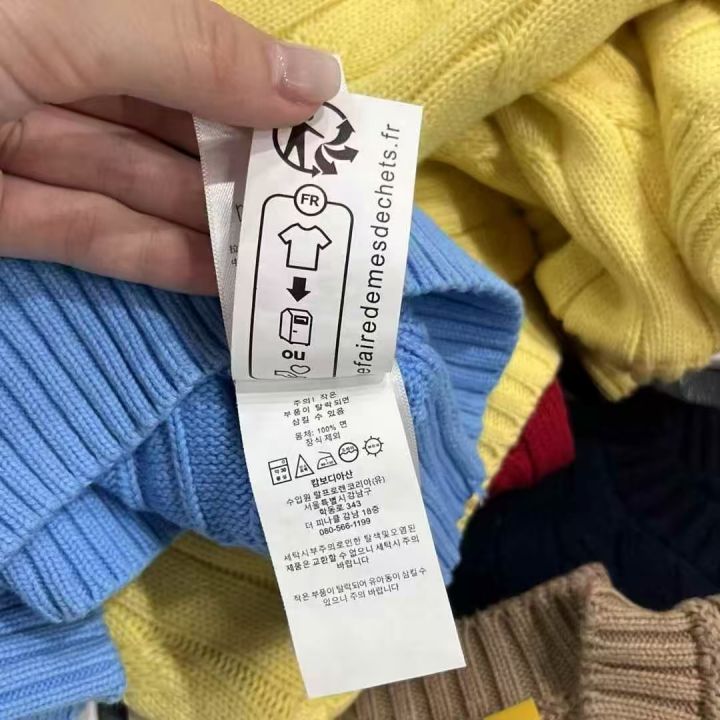 FR
efairedemesdechets.fr
OU
주의! 작은
부품이 탈락되면
삼킬 수 있음
몸체: 100% 면
장식 제외
캄보디아산
수입원 랄프로렌코리아(유)
서울특별시강남구
학동로 343
더 피나클 강남 18층
080-566-1199
세탁시부주의로인한 탈색및오염된
제품은 교환할 수 없으니 세탁시 주의
바랍니다
작은 부품이 탈락되어 유아동이 삼킬 수
있으니 주의 바랍니다